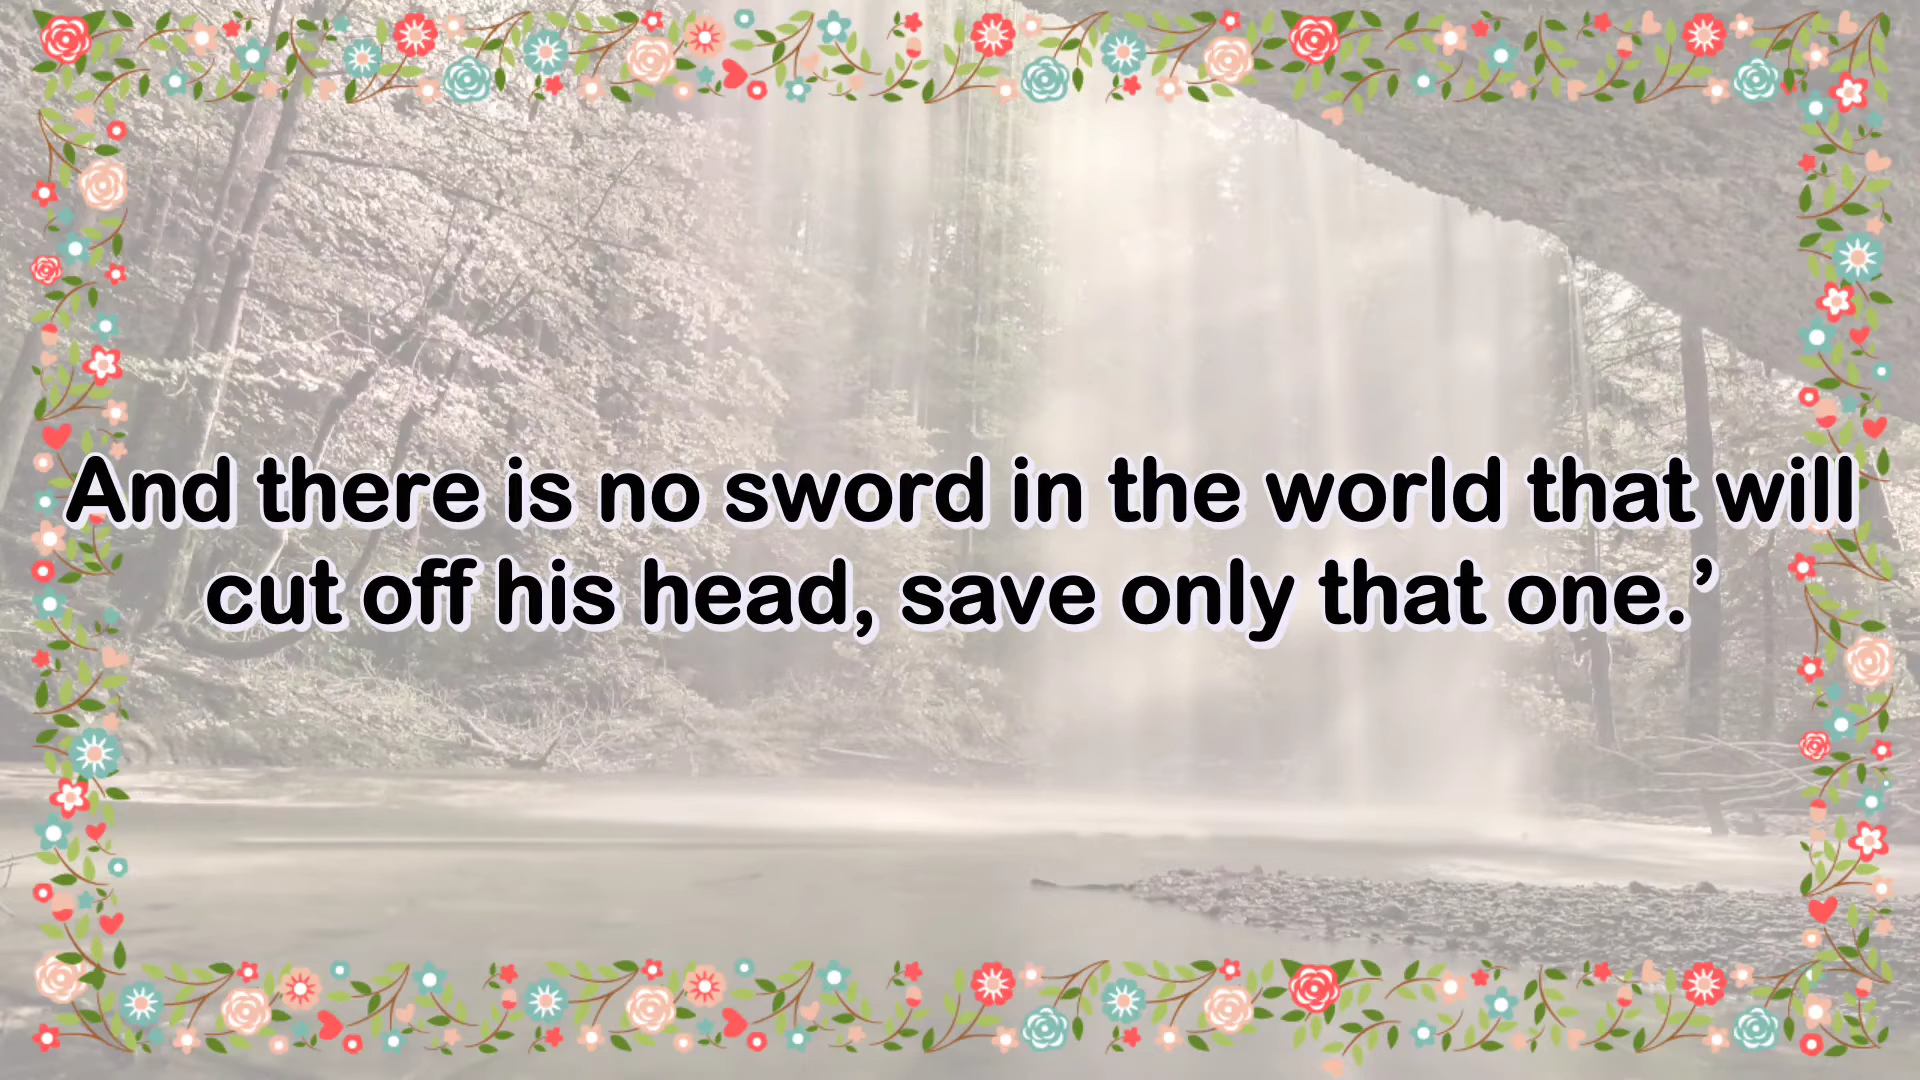 And there is no sword in the world that will
cut off his head, save only that one.’